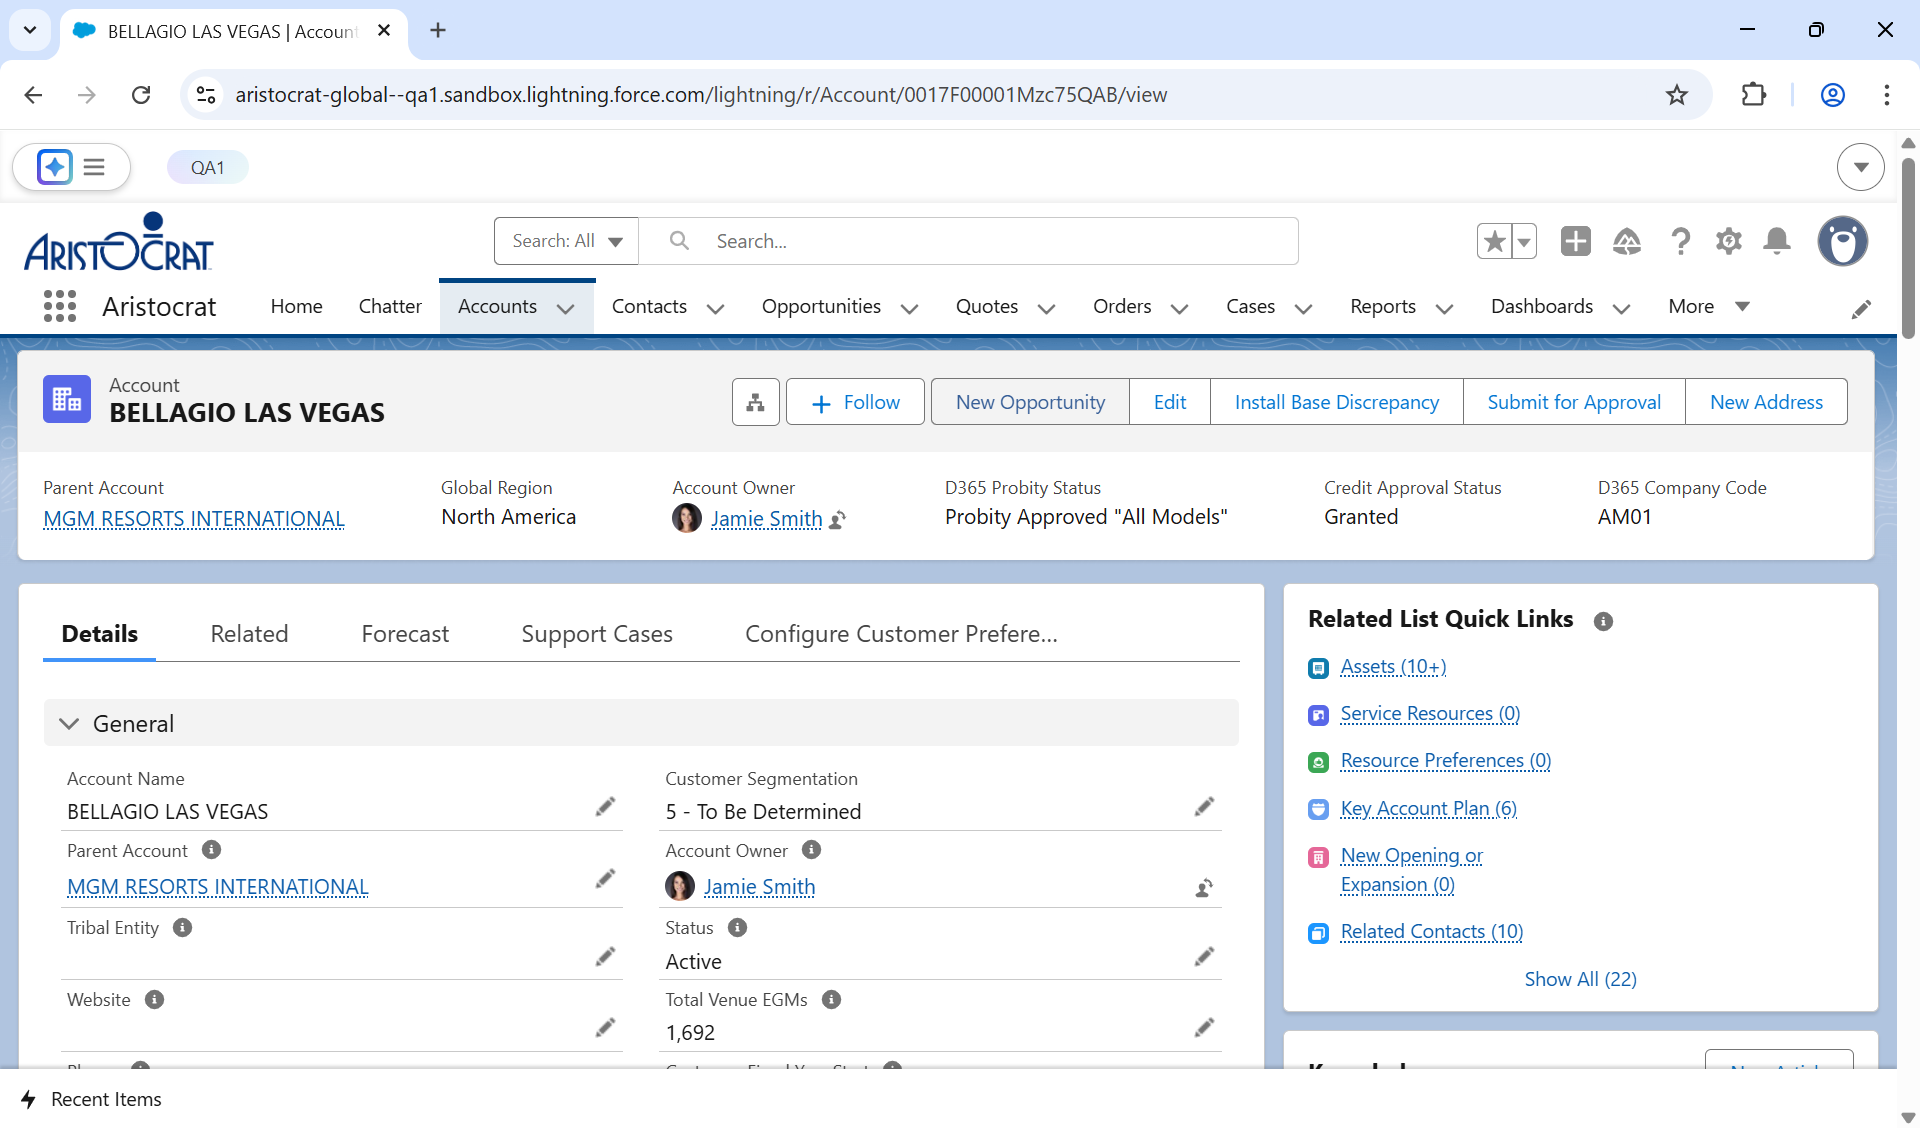 BELLAGIO LAS VEGAS | Account
aristocrat-global--qa1.sandbox.lightning.force.com/lightning/r/Account/0017F00001Mzc75QAB/view
QA1
ARISTOCRAT
Search: All
Search...
Aristocrat
Home
Chatter
Accounts
Contacts
Opportunities
Quotes
Orders
Cases
Reports
Dashboards
More
Account
BELLAGIO LAS VEGAS
Follow
New Opportunity
Edit
Install Base Discrepancy
Submit for Approval
New Address
Parent Account
MGM RESORTS INTERNATIONAL
Global Region
North America
Account Owner
Jamie Smith
D365 Probity Status
Probity Approved "All Models"
Credit Approval Status
Granted
D365 Company Code
AM01
Details
Related
Forecast
Support Cases
Configure Customer Prefere...
General
Account Name
BELLAGIO LAS VEGAS
Customer Segmentation
5 - To Be Determined
Parent Account
MGM RESORTS INTERNATIONAL
Account Owner
Jamie Smith
Tribal Entity
Status
Active
Website
Total Venue EGMs
1,692
Related List Quick Links
Assets (10+)
Service Resources (0)
Resource Preferences (0)
Key Account Plan (6)
New Opening or
Expansion (0)
Related Contacts (10)
Show All (22)
Recent Items